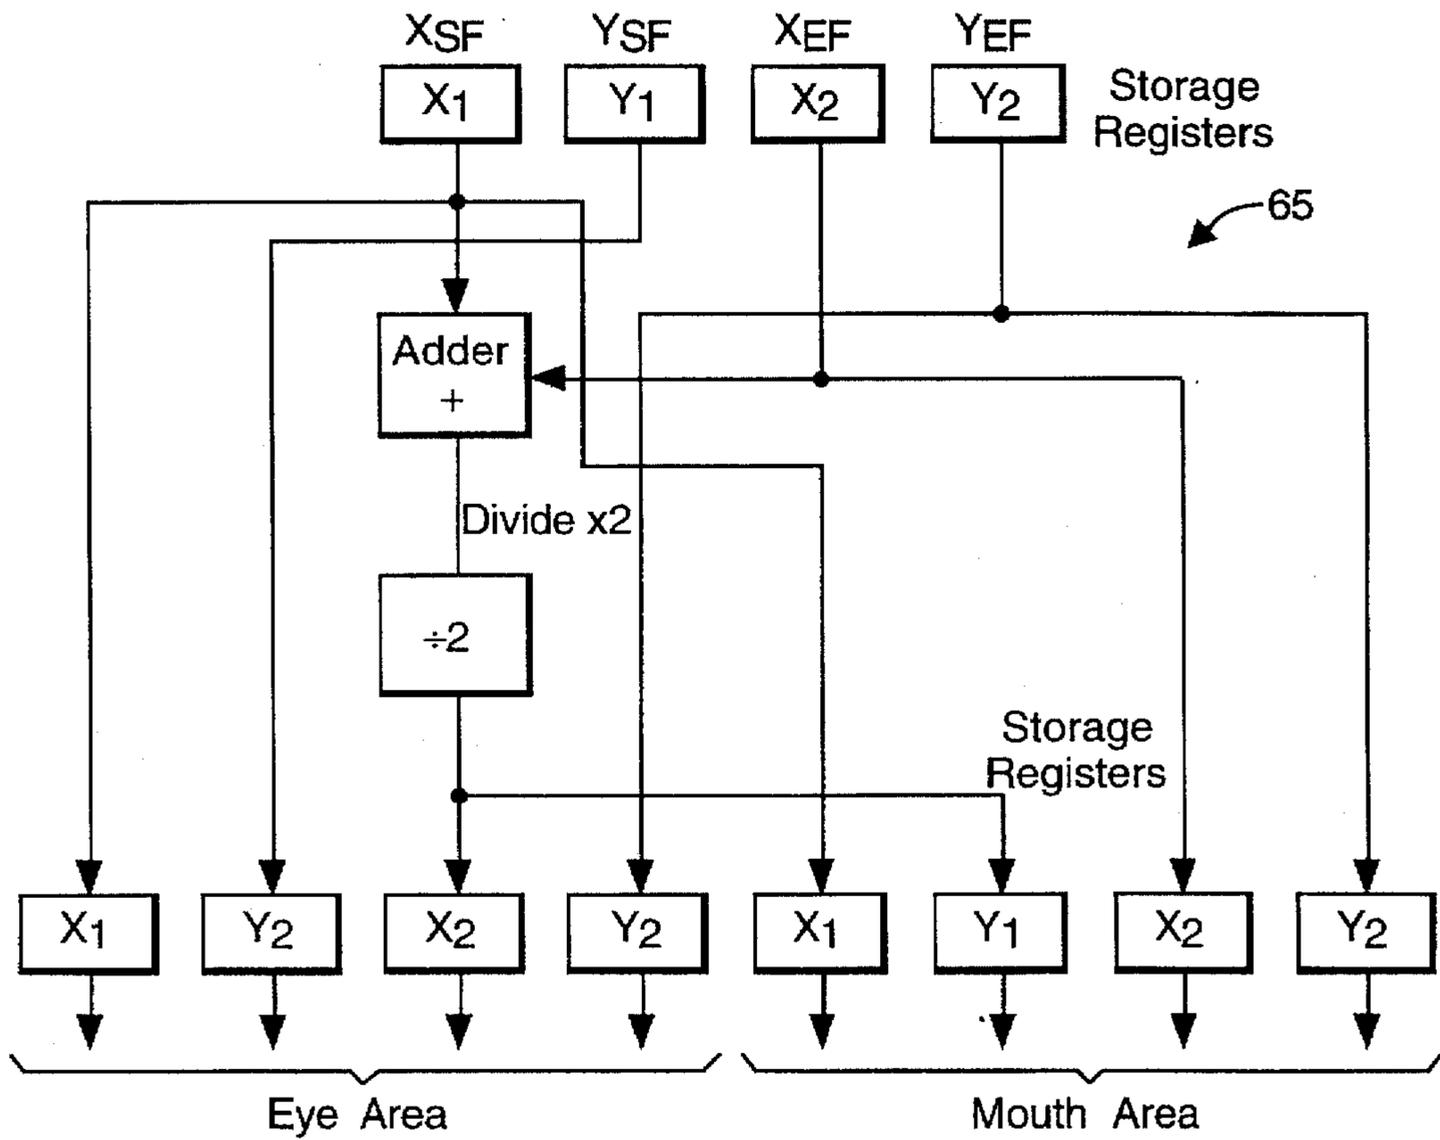 XSF YSF XEF YEF
X1 Y1 X2 Y2
Storage
Registers
65
Adder
+
Divide x2
÷2
Storage
Registers
X1 Y2 X2 Y2 X1 Y1 X2 Y2
Eye Area Mouth Area